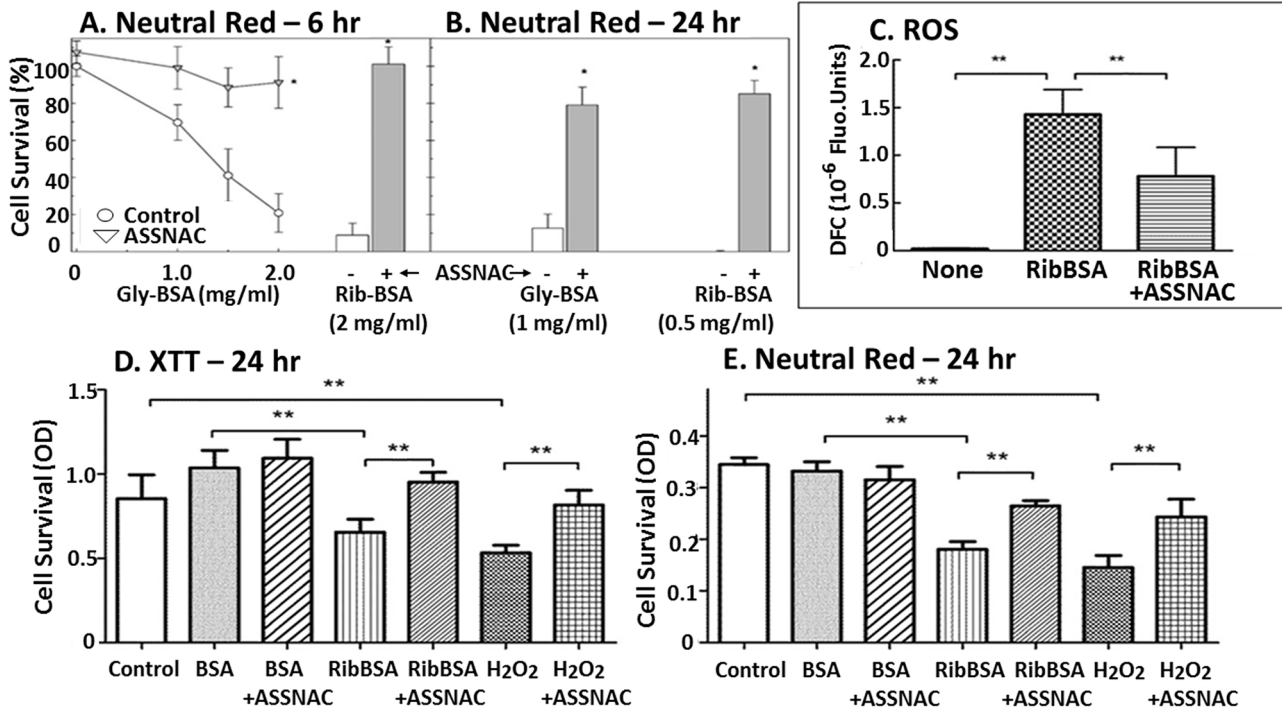 A. Neutral Red – 6 hr
B. Neutral Red – 24 hr
Cell Survival (%)
100
80
60
40
20
0
*
*
*
*
Control
ASSNAC
0 1.0 2.0
Gly-BSA (mg/ml)
- + ← ASSNAC → - + - +
Rib-BSA
(2 mg/ml)
Gly-BSA
(1 mg/ml)
Rib-BSA
(0.5 mg/ml)
C. ROS
DFC (10-6 Fluo.Units)
2.0
1.5
1.0
0.5
0
** **
None RibBSA RibBSA
+ASSNAC
D. XTT – 24 hr
Cell Survival (OD)
1.5
1.0
0.5
0
**
**
** **
Control BSA BSA RibBSA RibBSA H2O2 H2O2
+ASSNAC +ASSNAC +ASSNAC
E. Neutral Red – 24 hr
Cell Survival (OD)
0.4
0.3
0.2
0.1
0
**
**
** **
Control BSA BSA RibBSA RibBSA H2O2 H2O2
+ASSNAC +ASSNAC +ASSNAC